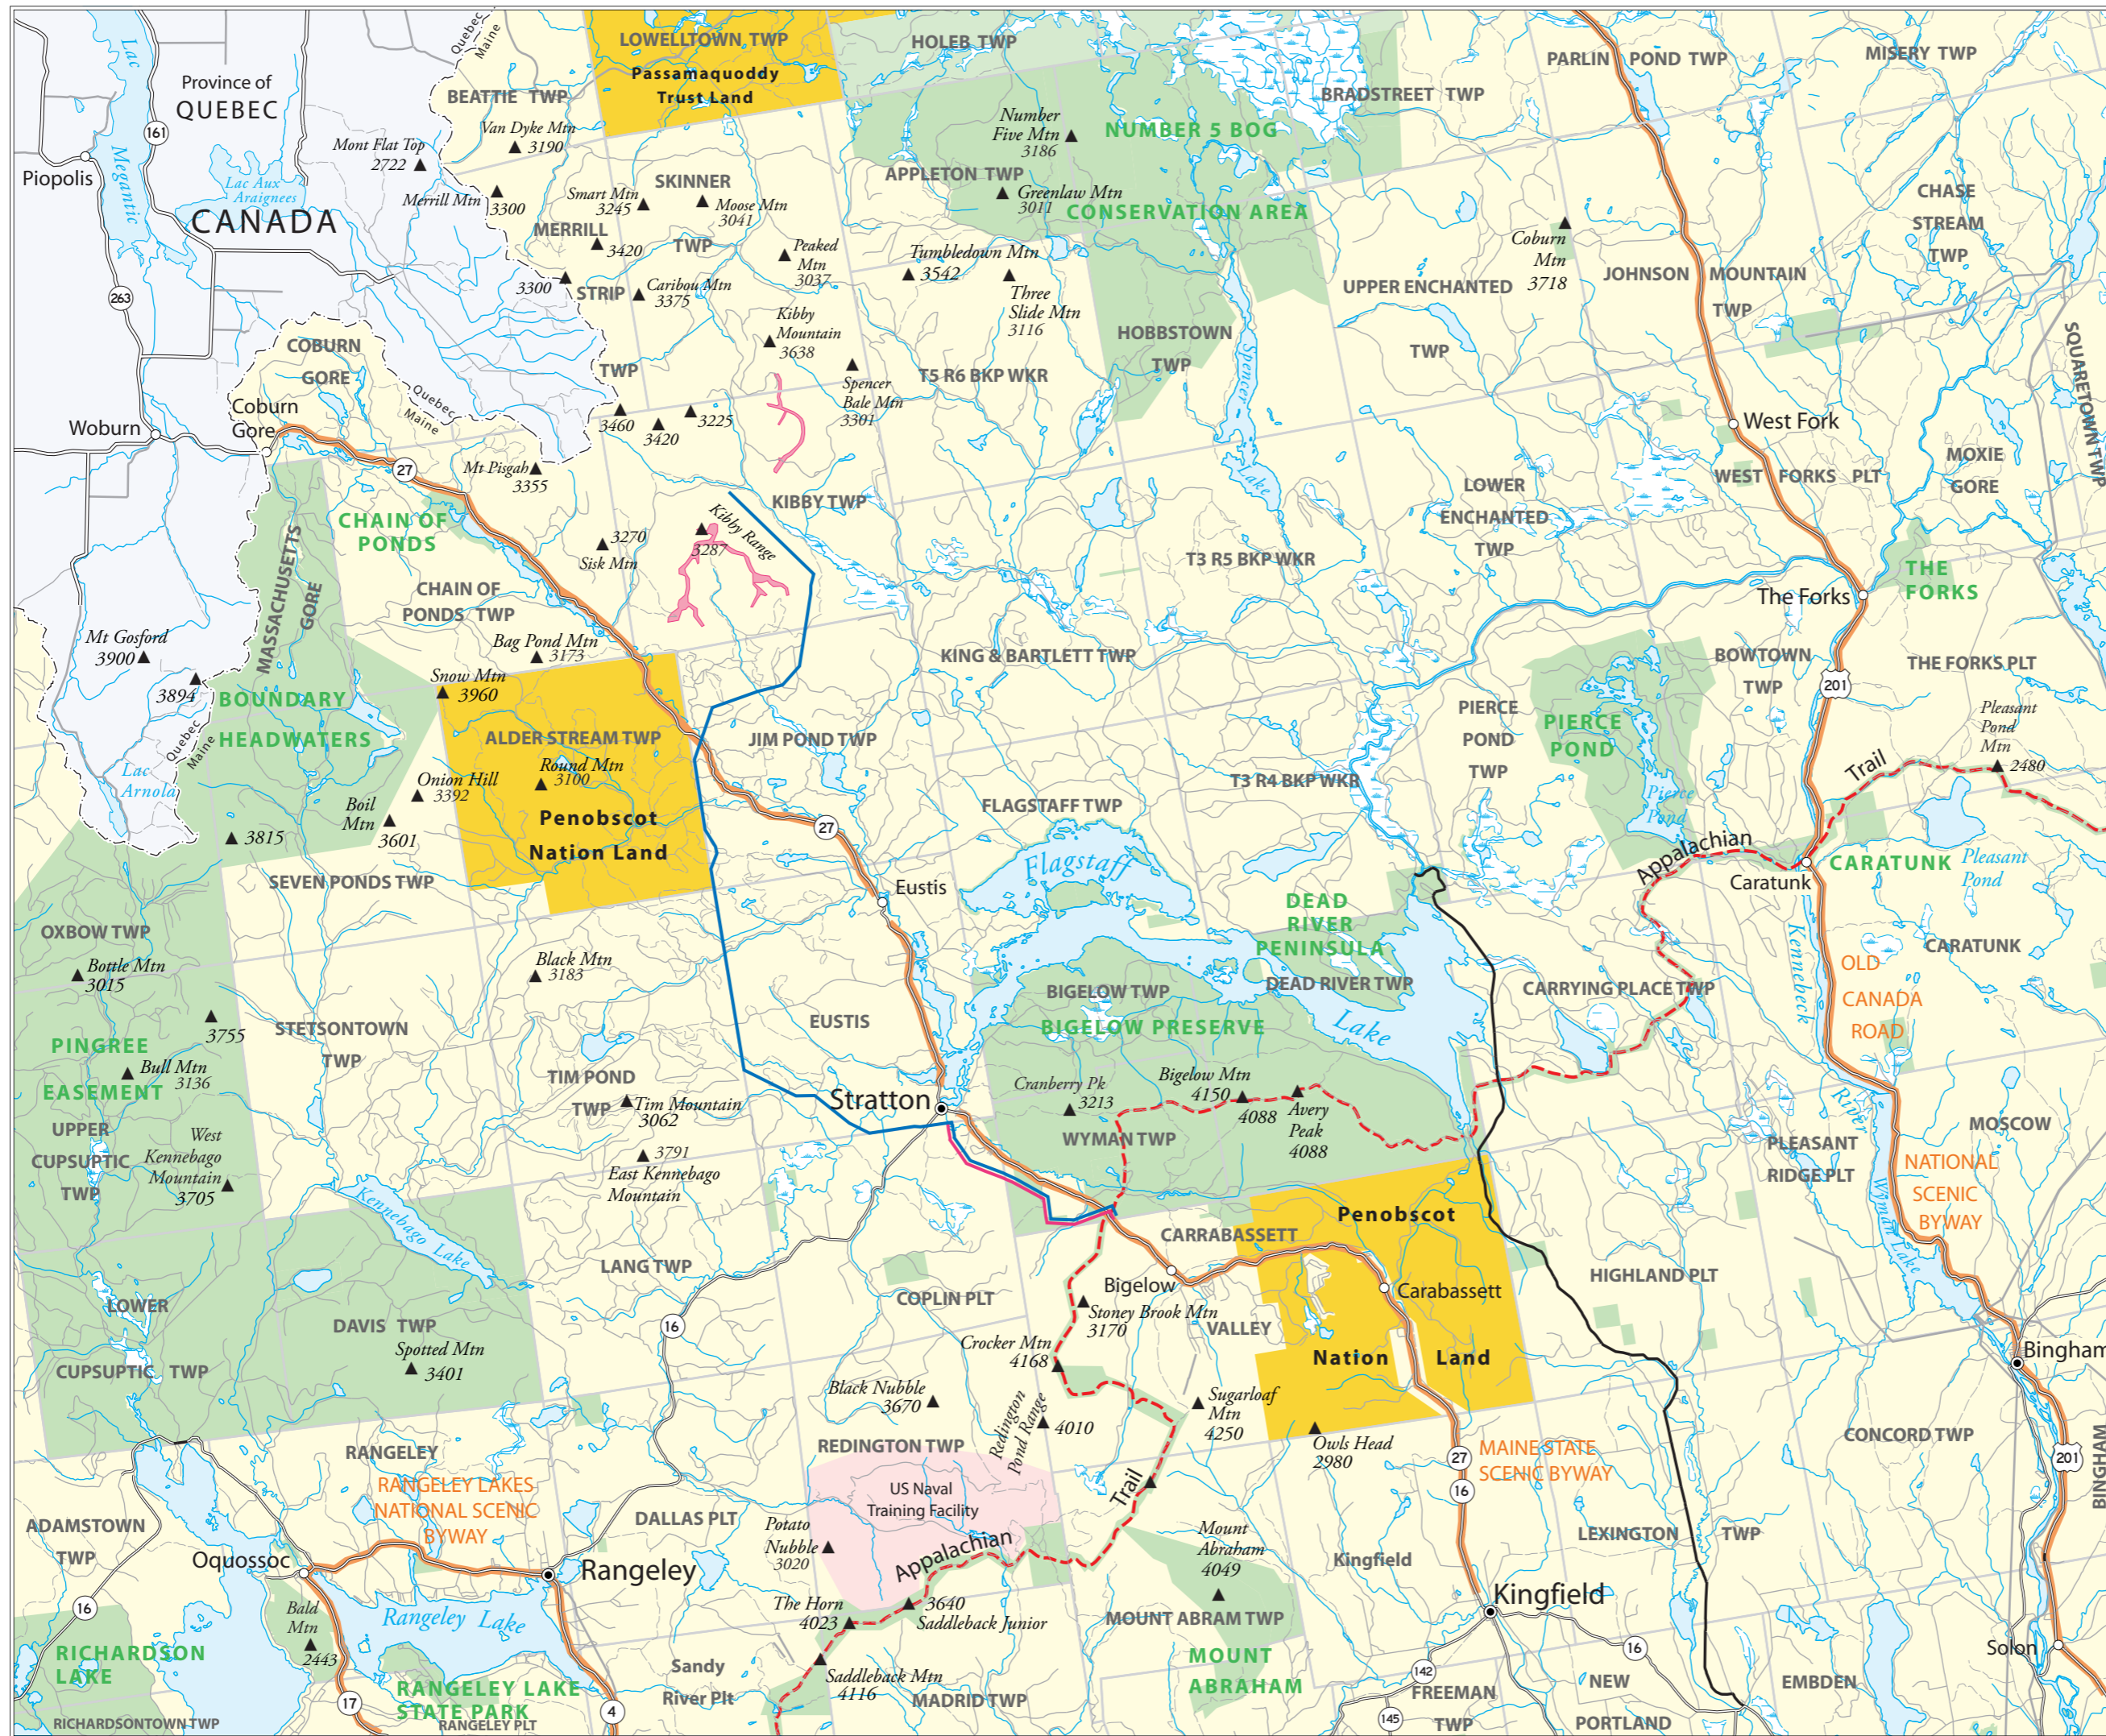 Lac
Megantic
161
Province of
QUEBEC
Quebec
Maine
LOWELLTOWN TWP
Passamaquoddy
Trust Land
HOLEB TWP
PARLIN POND TWP
MISERY TWP
BEATTIE TWP
BRADSTREET TWP
Number
Five Mtn
3186
NUMBER 5 BOG
Van Dyke Mtn
3190
Mont Flat Top
2722
Piopolis
Lac Aux
Araignees
CANADA
Merrill Mtn
3300
Smart Mtn
3245
SKINNER
TWP
Moose Mtn
3041
APPLETON TWP
Greenlaw Mtn
3011
CONSERVATION AREA
CHASE
STREAM
TWP
MERRILL
STRIP
TWP
3420
3300
Caribou Mtn
3375
Peaked
Mtn
3037
Tumbledown Mtn
3542
Three
Slide Mtn
3116
Coburn
Mtn
3718
JOHNSON MOUNTAIN
TWP
UPPER ENCHANTED
TWP
263
Kibby
Mountain
3638
HOBBSTOWN
TWP
Spencer
Lake
SQUARETOWN TWP
COBURN
GORE
Quebec
Maine
T5 R6 BKP WKR
Spencer
Bale Mtn
3301
Coburn
Gore
Woburn
3460
3420
3225
West Fork
27
Mt Pisgah
3355
WEST FORKS PLT
MOXIE
GORE
KIBBY TWP
LOWER
ENCHANTED
TWP
CHAIN OF
PONDS
MASSACHUSETTS
GORE
Kibby Range
3287
3270
Sisk Mtn
T3 R5 BKP WKR
THE
FORKS
The Forks
CHAIN OF
PONDS TWP
Mt Gosford
3900
3894
Bag Pond Mtn
3173
KING & BARTLETT TWP
BOWTOWN
TWP
THE FORKS PLT
201
Snow Mtn
3960
BOUNDARY
HEADWATERS
Quebec
Maine
PIERCE
POND
TWP
PIERCE
POND
Pleasant
Pond
Mtn
2480
ALDER STREAM TWP
JIM POND TWP
Lac
Arnola
Onion Hill
3392
Round Mtn
3100
T3 R4 BKP WKR
Trail
Pierce
Pond
Boil
Mtn
3601
Penobscot
Nation Land
FLAGSTAFF TWP
27
3815
Flagstaff
Appalachian
CARATUNK
Caratunk
Pleasant
Pond
SEVEN PONDS TWP
Eustis
DEAD
RIVER
PENINSULA
OXBOW TWP
Bottle Mtn
3015
Black Mtn
3183
CARATUNK
Kennebeck
River
OLD
CANADA
ROAD
BIGELOW TWP
DEAD RIVER TWP
CARRYING PLACE TWP
BIGELOW PRESERVE
Lake
3755
STETSONTOWN
TWP
EUSTIS
PINGREE
EASEMENT
Bull Mtn
3136
TIM POND
TWP
Tim Mountain
3062
Stratton
Cranberry Pk
3213
Bigelow Mtn
4150
4088
Avery
Peak
4088
UPPER
CUPSUPTIC
TWP
West
Kennebago
Mountain
3705
WYMAN TWP
MOSCOW
PLEASANT
RIDGE PLT
NATIONAL
SCENIC
BYWAY
3791
East Kennebago
Mountain
Kennebago Lake
Penobscot
Nation Land
Wyman Lake
CARRABASSETT
VALLEY
LANG TWP
HIGHLAND PLT
Bigelow
Carabassett
COPLIN PLT
LOWER
CUPSUPTIC TWP
Stoney Brook Mtn
3170
DAVIS TWP
Spotted Mtn
3401
16
Crocker Mtn
4168
Bingham
Black Nubble
3670
Redington
Pond Range
4010
Sugarloaf
Mtn
4250
Owls Head
2980
RANGELEY
REDINGTON TWP
CONCORD TWP
27
16
MAINE STATE
SCENIC BYWAY
201
BINGHAM
RANGELEY LAKES
NATIONAL SCENIC
BYWAY
US Naval
Training Facility
Trail
ADAMSTOWN
TWP
DALLAS PLT
Potato
Nubble
3020
Appalachian
Mount
Abraham
4049
LEXINGTON TWP
Kingfield
Oquossoc
Rangeley
Kingfield
16
Bald
Mtn
2443
Rangeley Lake
The Horn
4023
3640
Saddleback Junior
MOUNT ABRAM TWP
16
Solon
RICHARDSON
LAKE
Saddleback Mtn
4116
Sandy
River Plt
MOUNT
ABRAHAM
142
NEW
PORTLAND
EMBDEN
RANGELEY LAKE
STATE PARK
17
4
MADRID TWP
FREEMAN
TWP
145
RICHARDSONTOWN TWP
RANGELEY PLT